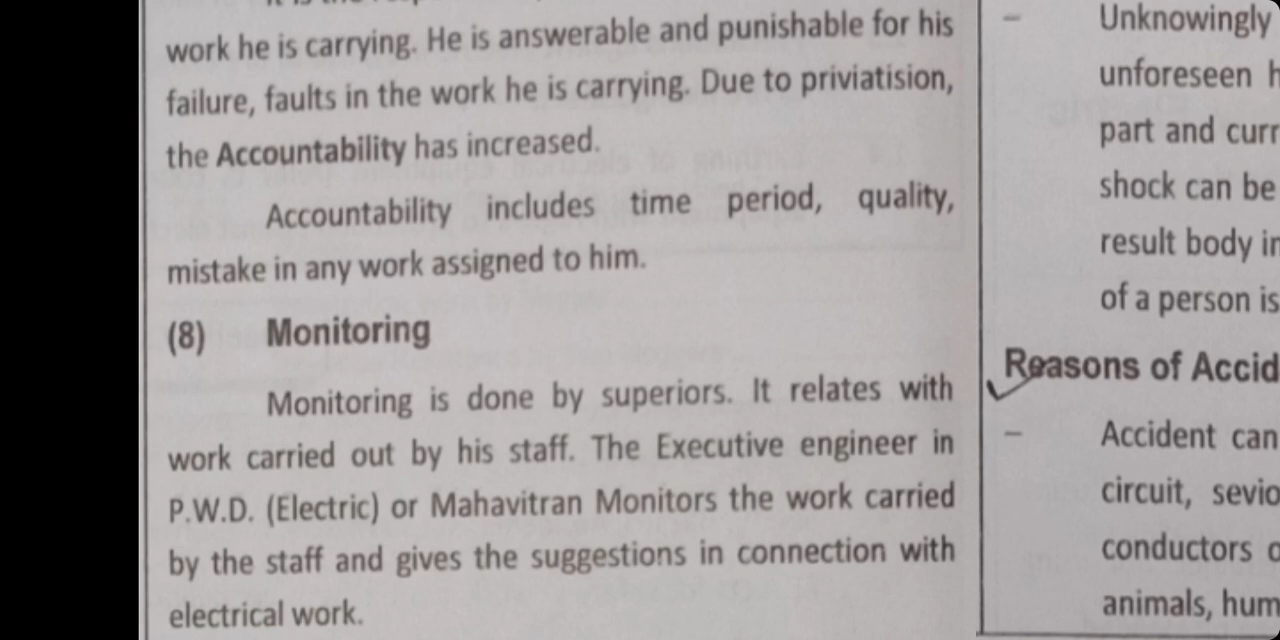 work he is carrying. He is answerable and punishable for his
failure, faults in the work he is carrying. Due to priviatision,
the Accountability has increased.
Accountability includes time period, quality,
mistake in any work assigned to him.
(8) Monitoring
Monitoring is done by superiors. It relates with
work carried out by his staff. The Executive engineer in
P.W.D. (Electric) or Mahavitran Monitors the work carried
by the staff and gives the suggestions in connection with
electrical work.
– Unknowingly
unforeseen h
part and curr
shock can be
result body in
of a person is
Reasons of Accid
– Accident can
circuit, sevio
conductors o
animals, hum